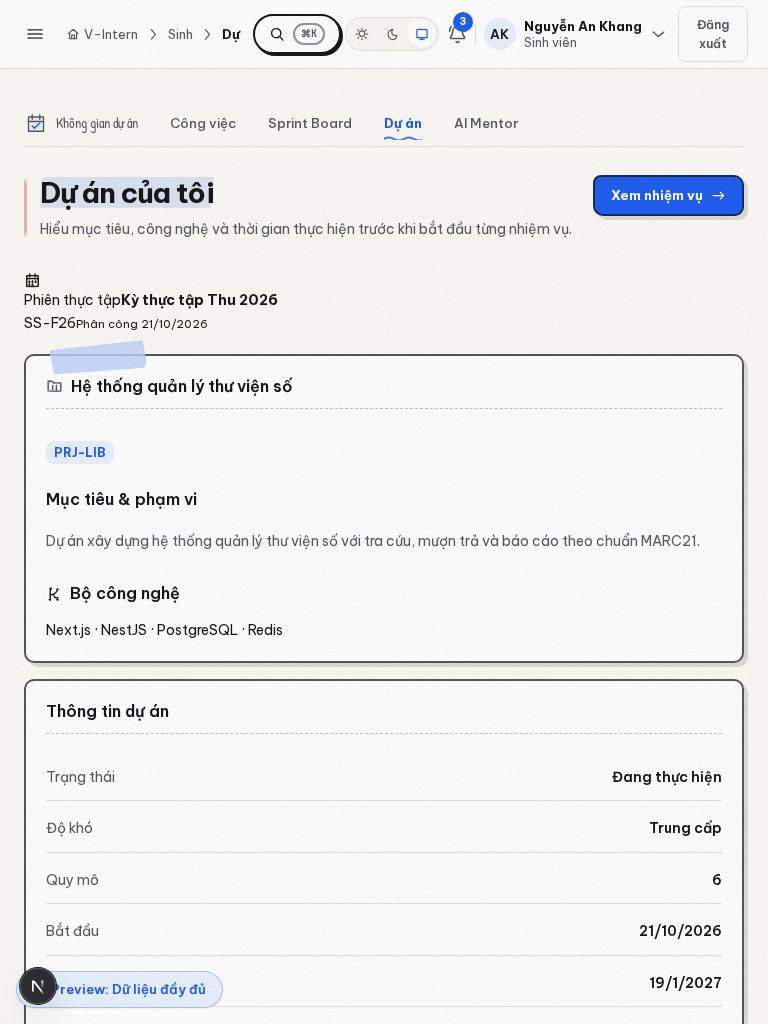 V-Intern
Sinh
Dự
⌘K
3
AK
Nguyễn An Khang
Sinh viên
Đăng
xuất
Không gian dự án
Công việc
Sprint Board
Dự án
AI Mentor
Dự án của tôi
Xem nhiệm vụ →
Hiểu mục tiêu, công nghệ và thời gian thực hiện trước khi bắt đầu từng nhiệm vụ.
Phiên thực tậpKỳ thực tập Thu 2026
SS-F26Phân công 21/10/2026
Hệ thống quản lý thư viện số
PRJ-LIB
Mục tiêu & phạm vi
Dự án xây dựng hệ thống quản lý thư viện số với tra cứu, mượn trả và báo cáo theo chuẩn MARC21.
Bộ công nghệ
Next.js · NestJS · PostgreSQL · Redis
Thông tin dự án
Trạng thái
Đang thực hiện
Độ khó
Trung cấp
Quy mô
6
Bắt đầu
21/10/2026
19/1/2027
N
Preview: Dữ liệu đầy đủ